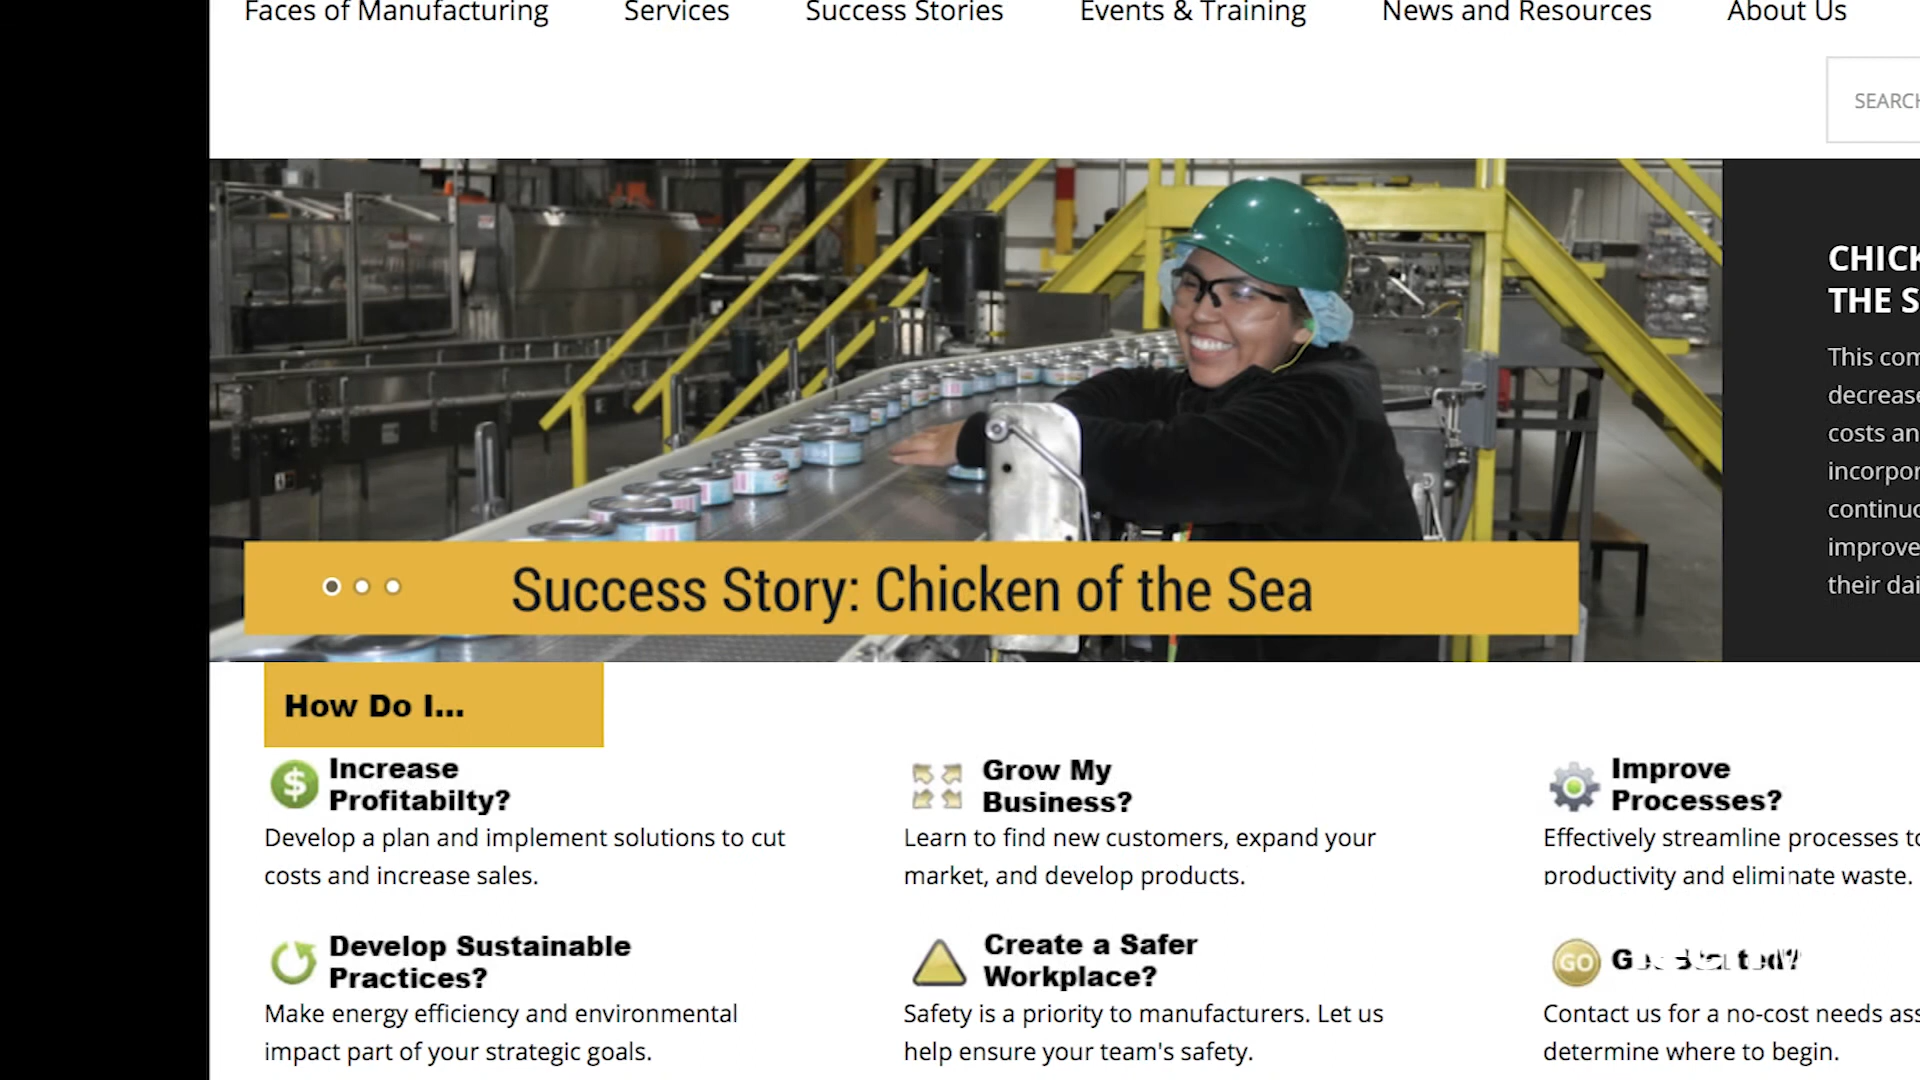 Faces of Manufacturing Services Success Stories Events & Training News and Resources About Us
SEARCH
CHICK
THE S
This com
decrease
costs an
incorpor
continuo
improve
their dai
Success Story: Chicken of the Sea
How Do I...
Increase
Profitabilty?
Develop a plan and implement solutions to cut
costs and increase sales.
Grow My
Business?
Learn to find new customers, expand your
market, and develop products.
Improve
Processes?
Effectively streamline processes to
productivity and eliminate waste.
Develop Sustainable
Practices?
Make energy efficiency and environmental
impact part of your strategic goals.
Create a Safer
Workplace?
Safety is a priority to manufacturers. Let us
help ensure your team's safety.
GO
Get Started?
Contact us for a no-cost needs ass
determine where to begin.